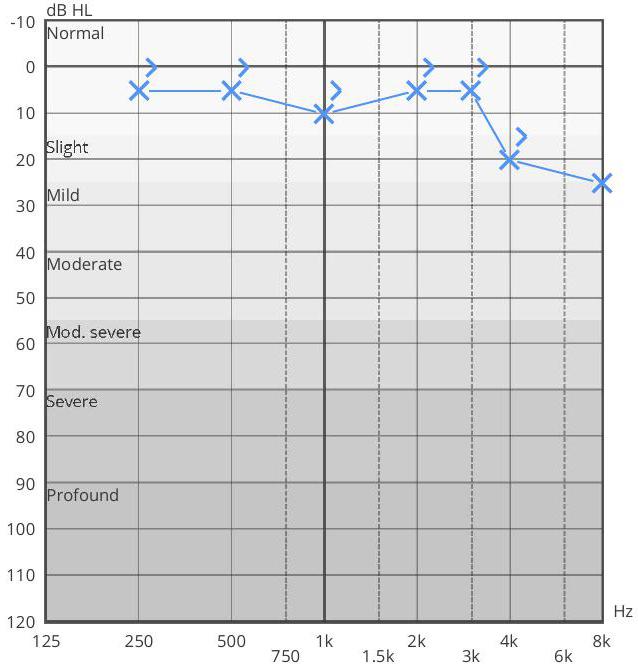 dB HL
-10
Normal
0
10
Slight
20
Mild
30
40
Moderate
50
Mod. severe
60
70
Severe
80
90
Profound
100
110
120
Hz
125 250 500 1k 2k 4k 8k
750 1.5k 3k 6k